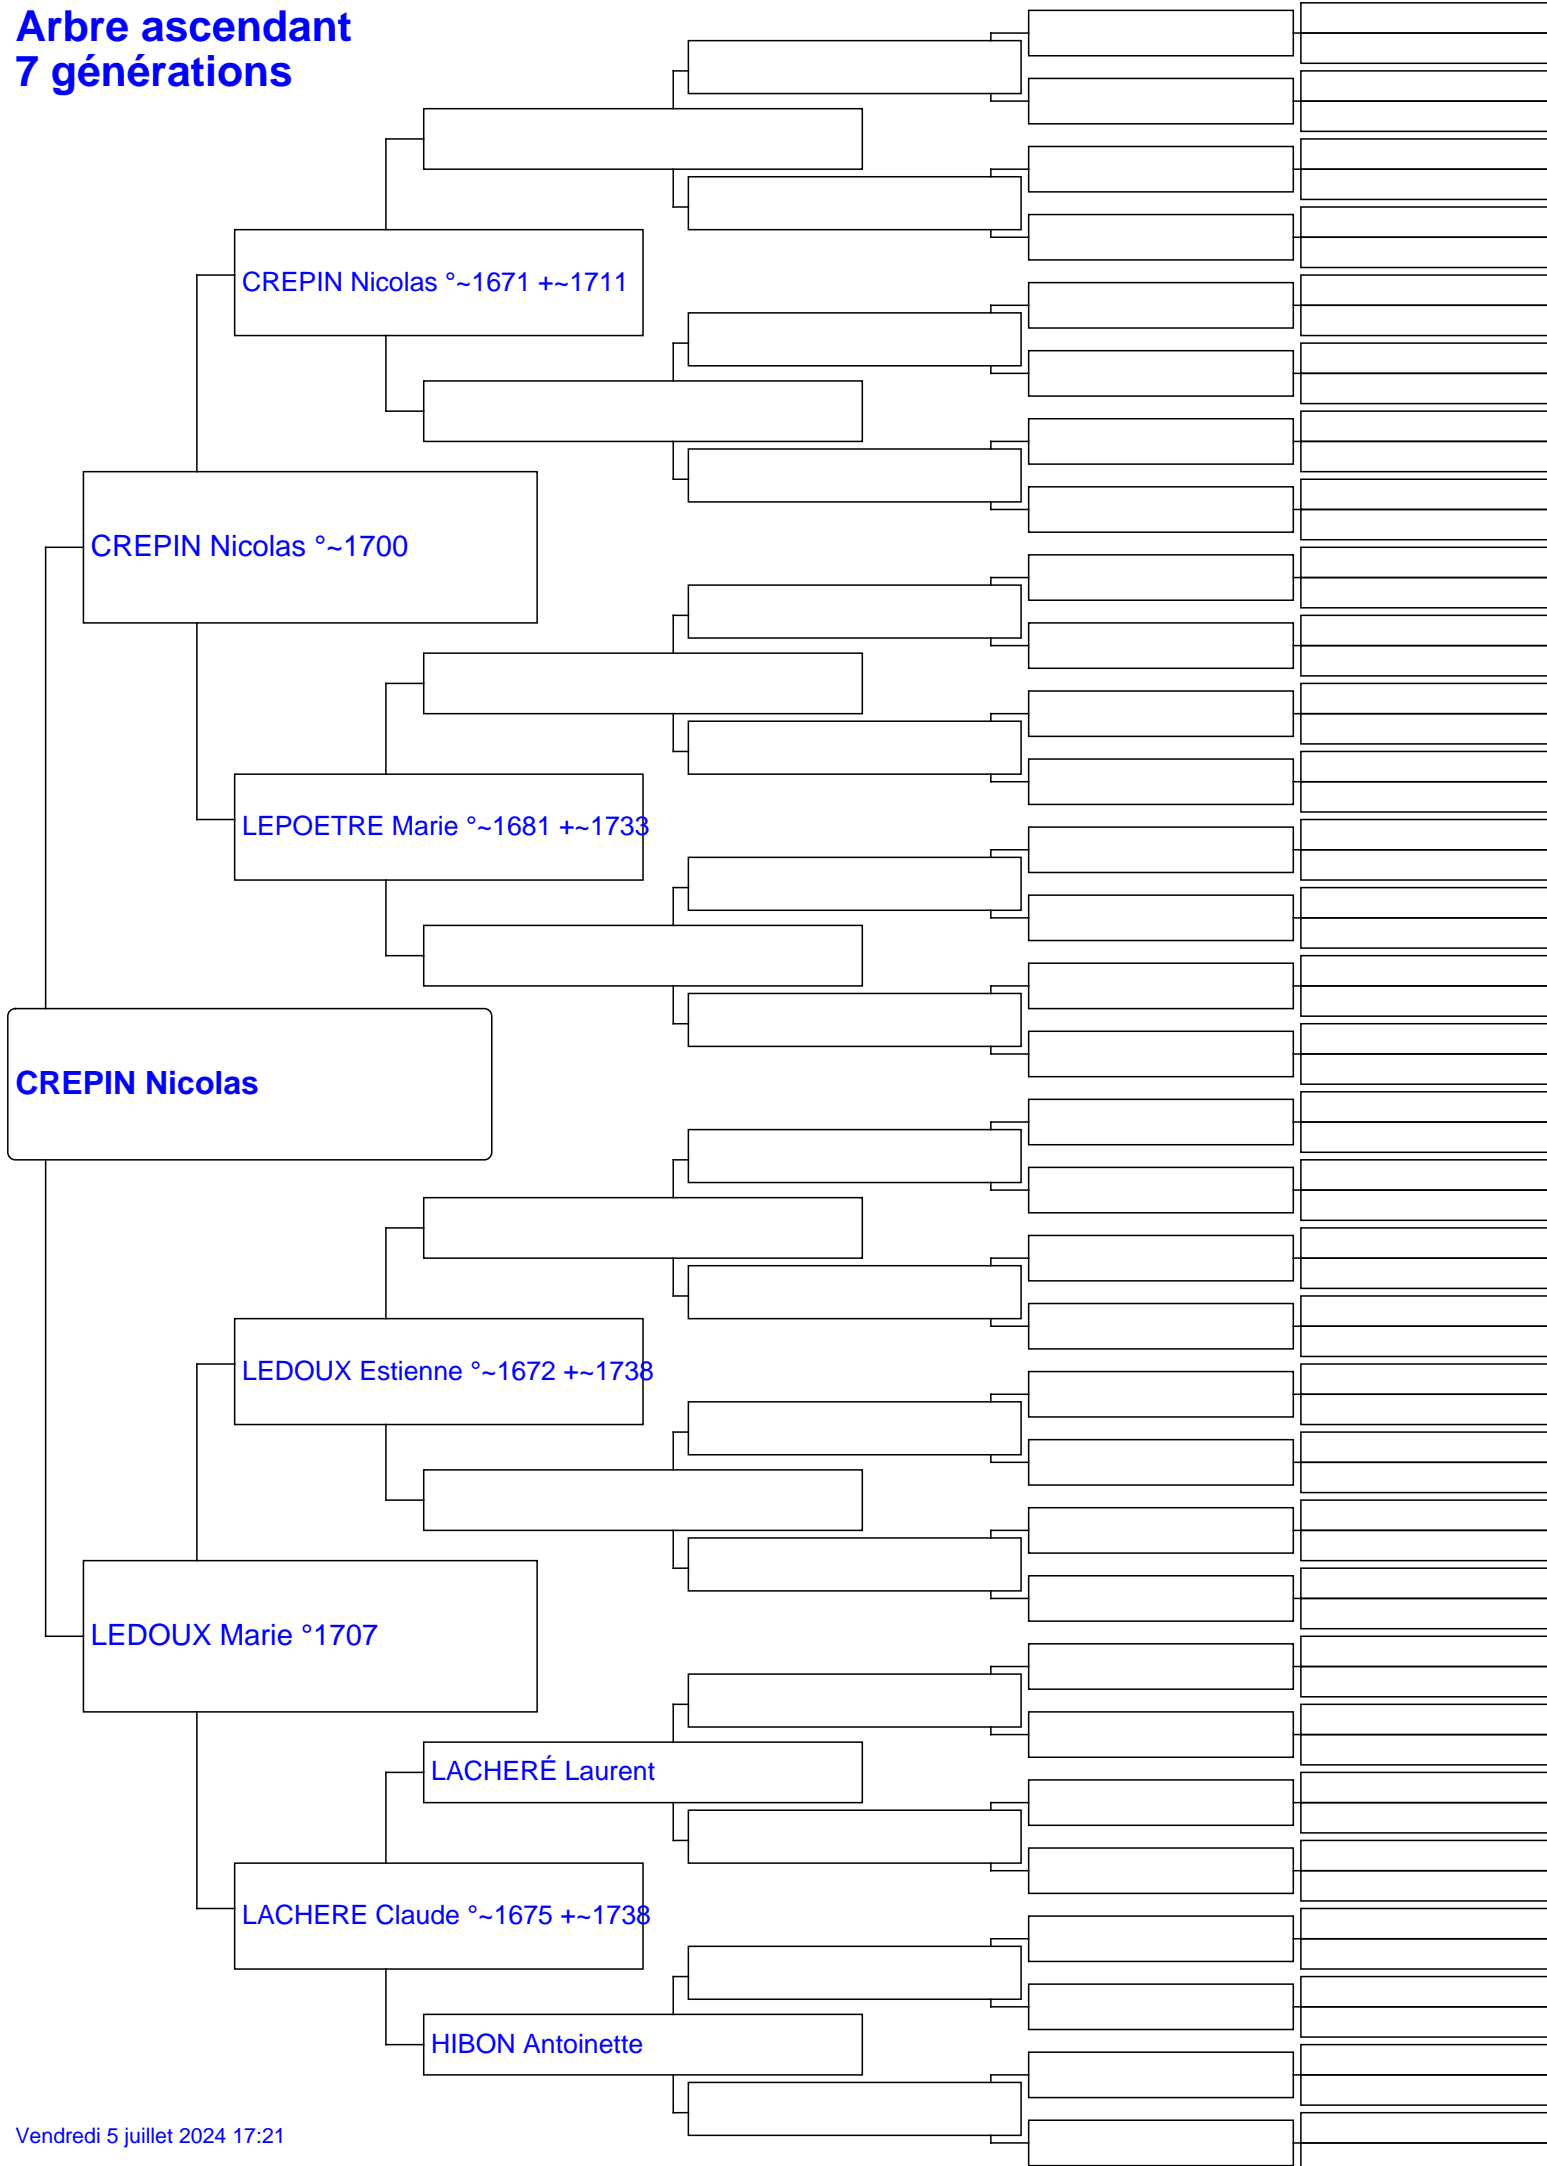 Arbre ascendant
7 générations
CREPIN Nicolas °~1671 +~1711
CREPIN Nicolas °~1700
LEPOETRE Marie °~1681 +~1733
CREPIN Nicolas
LEDOUX Estienne °~1672 +~1738
LEDOUX Marie °1707
LACHERÉ Laurent
LACHERE Claude °~1675 +~1738
HIBON Antoinette
Vendredi 5 juillet 2024 17:21